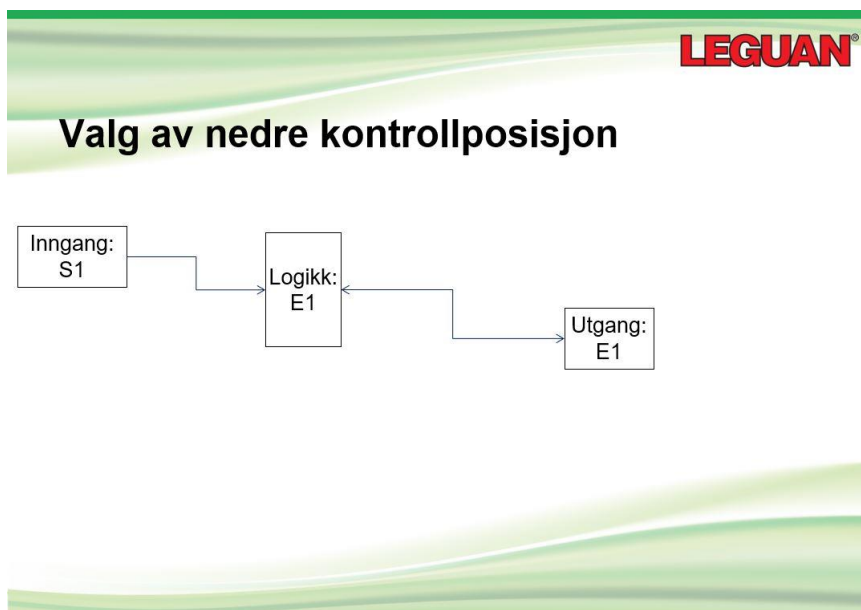 LEGUAN®
Valg av nedre kontrollposisjon
Inngang:
S1
Logikk:
E1
Utgang:
E1